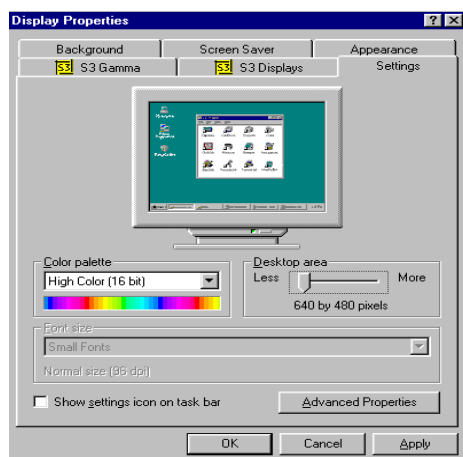 Display Properties
Background Screen Saver Appearance
S3 S3 Gamma S3 S3 Displays Settings
Color palette
High Color (16 bit)
Desktop area
Less More
640 by 480 pixels
Font size
Small Fonts
Normal size (96 dpi)
Show settings icon on task bar
Advanced Properties
OK Cancel Apply